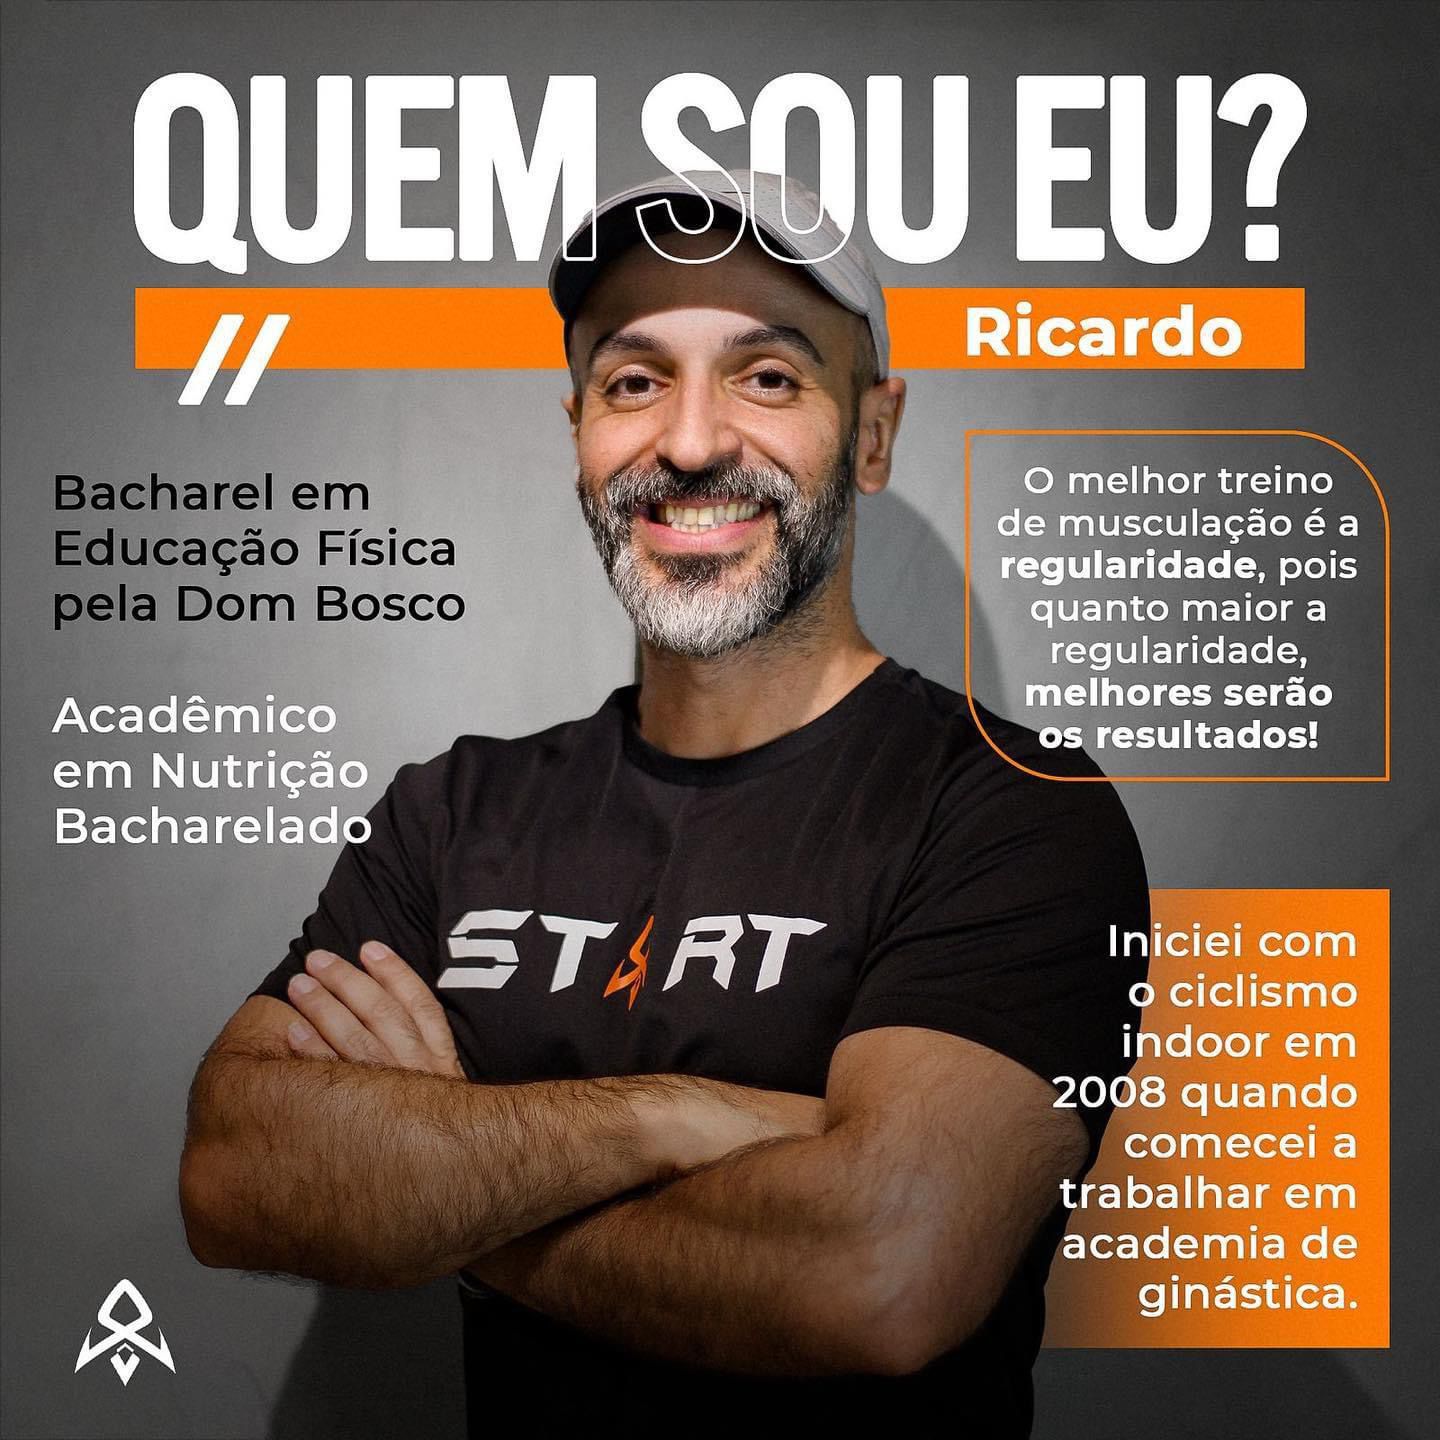 QUEM SOU EU?
//
Ricardo
Bacharel em
Educação Física
pela Dom Bosco
Acadêmico
em Nutrição
Bacharelado
O melhor treino
de musculação é a
regularidade, pois
quanto maior a
regularidade,
melhores serão
os resultados!
START
Iniciei com
o ciclismo
indoor em
2008 quando
comecei a
trabalhar em
academia de
ginástica.